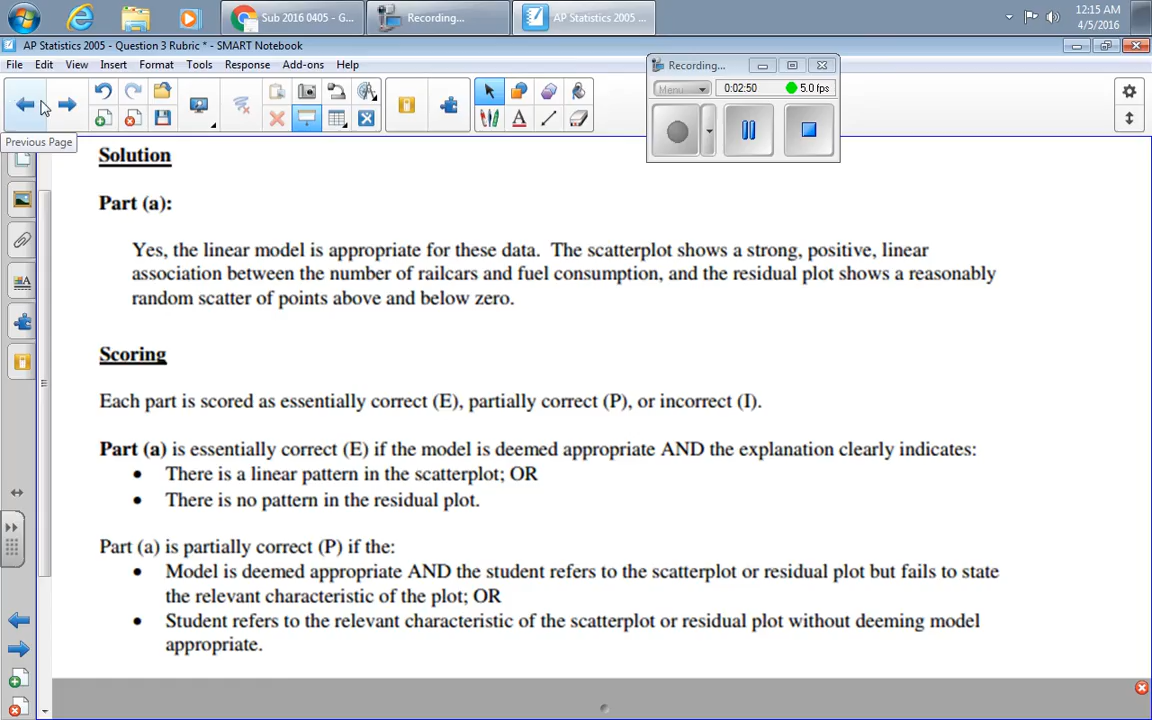 Sub 2016 0405 - G...
Recording...
AP Statistics 2005 ...
12:15 AM
4/5/2016
AP Statistics 2005 - Question 3 Rubric * - SMART Notebook
File Edit View Insert Format Tools Response Add-ons Help
Recording...
Menu
0:02:50
5.0 fps
Previous Page
Solution
Part (a):
Yes, the linear model is appropriate for these data. The scatterplot shows a strong, positive, linear
association between the number of railcars and fuel consumption, and the residual plot shows a reasonably
random scatter of points above and below zero.
Scoring
Each part is scored as essentially correct (E), partially correct (P), or incorrect (I).
Part (a) is essentially correct (E) if the model is deemed appropriate AND the explanation clearly indicates:
• There is a linear pattern in the scatterplot; OR
• There is no pattern in the residual plot.
Part (a) is partially correct (P) if the:
• Model is deemed appropriate AND the student refers to the scatterplot or residual plot but fails to state
the relevant characteristic of the plot; OR
• Student refers to the relevant characteristic of the scatterplot or residual plot without deeming model
appropriate.